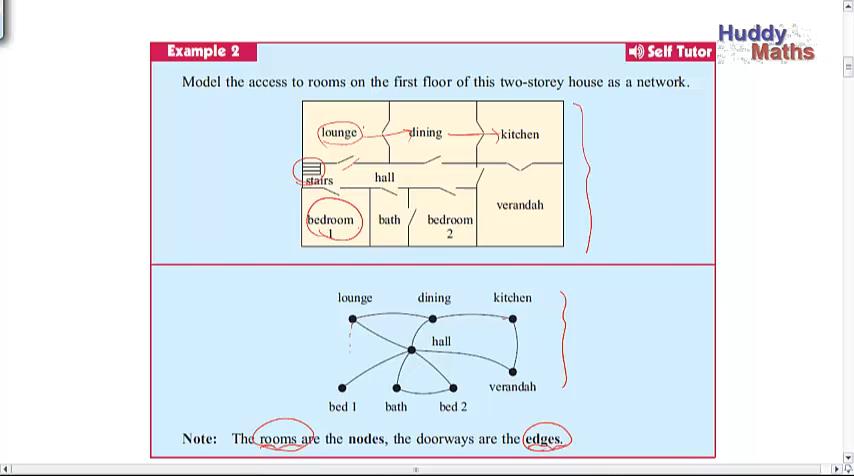 Huddy
Maths
Example 2
Self Tutor
Model the access to rooms on the first floor of this two-storey house as a network.
lounge
dining
kitchen
stairs
hall
bedroom
1
bath
bedroom
2
verandah
lounge
dining
kitchen
hall
verandah
bed 1
bath
bed 2
Note: The rooms are the nodes, the doorways are the edges.